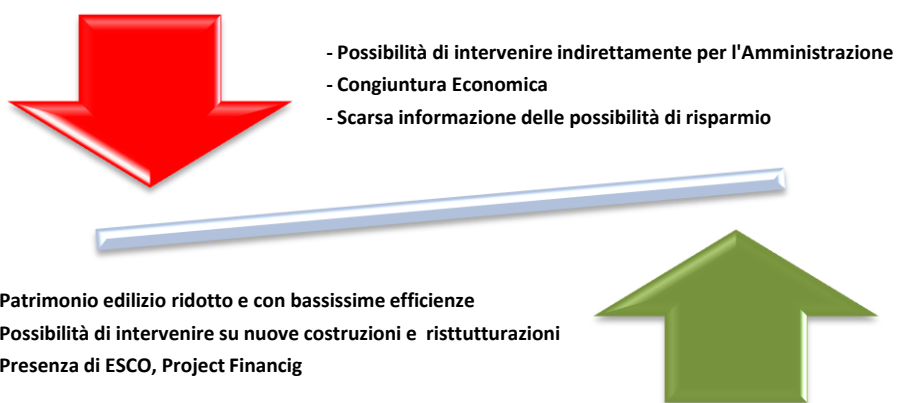 - Possibilità di intervenire indirettamente per l'Amministrazione
- Congiuntura Economica
- Scarsa informazione delle possibilità di risparmio
Patrimonio edilizio ridotto e con bassissime efficienze
Possibilità di intervenire su nuove costruzioni e risttutturazioni
Presenza di ESCO, Project Financig